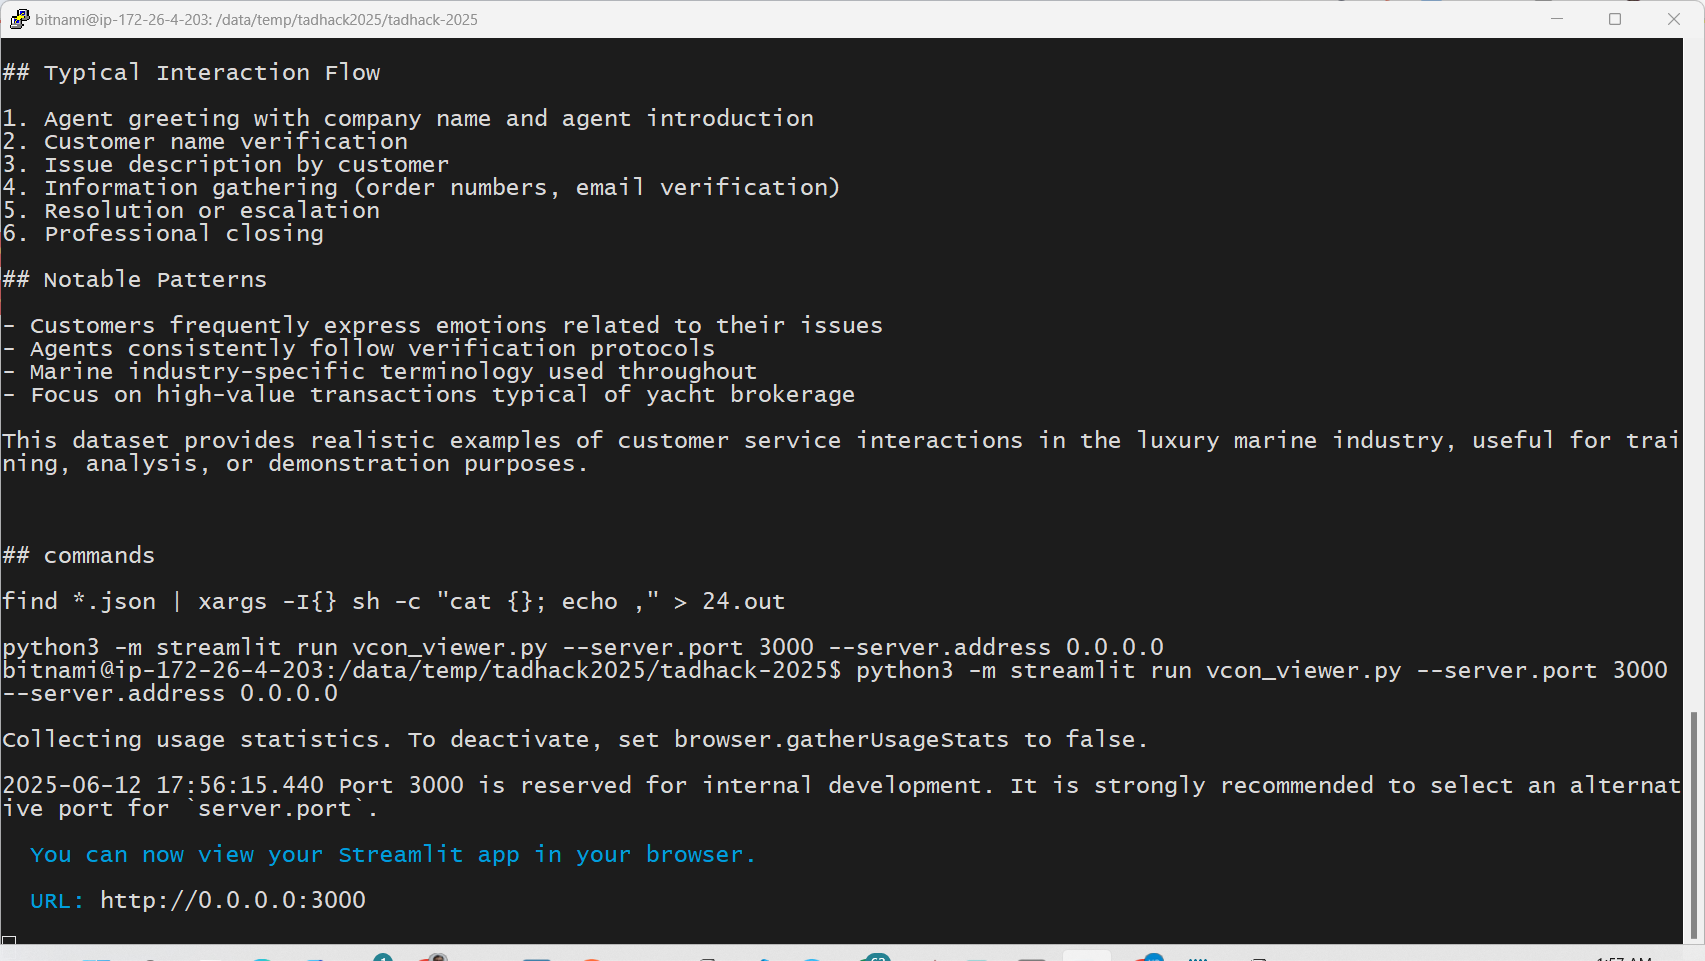 bitnami@ip-172-26-4-203: /data/temp/tadhack2025/tadhack-2025
## Typical Interaction Flow
1. Agent greeting with company name and agent introduction
2. Customer name verification
3. Issue description by customer
4. Information gathering (order numbers, email verification)
5. Resolution or escalation
6. Professional closing
## Notable Patterns
- Customers frequently express emotions related to their issues
- Agents consistently follow verification protocols
- Marine industry-specific terminology used throughout
- Focus on high-value transactions typical of yacht brokerage
This dataset provides realistic examples of customer service interactions in the luxury marine industry, useful for trai
ning, analysis, or demonstration purposes.
## commands
find *.json | xargs -I{} sh -c "cat {}; echo ," > 24.out
python3 -m streamlit run vcon_viewer.py --server.port 3000 --server.address 0.0.0.0
bitnami@ip-172-26-4-203:/data/temp/tadhack2025/tadhack-2025$ python3 -m streamlit run vcon_viewer.py --server.port 3000
--server.address 0.0.0.0
Collecting usage statistics. To deactivate, set browser.gatherUsageStats to false.
2025-06-12 17:56:15.440 Port 3000 is reserved for internal development. It is strongly recommended to select an alternat
ive port for `server.port`.
You can now view your Streamlit app in your browser.
URL: http://0.0.0.0:3000